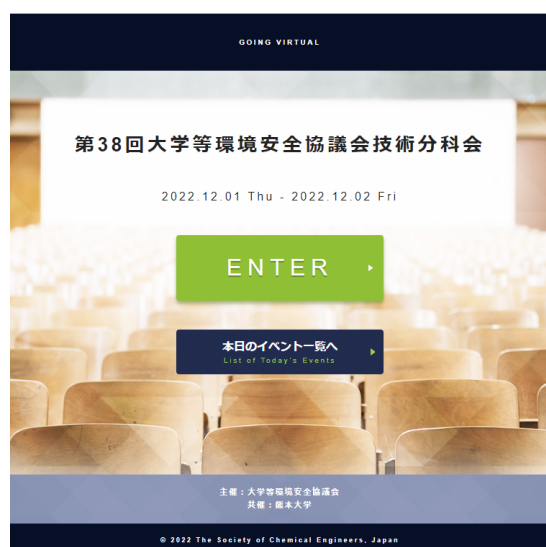 GOING VIRTUAL
第38回大学等環境安全協議会技術分科会
2022.12.01 Thu - 2022.12.02 Fri
ENTER
本日のイベント一覧へ
List of Today's Events
主催：大学等環境安全協議会
共催：熊本大学
© 2022 The Society of Chemical Engineers, Japan